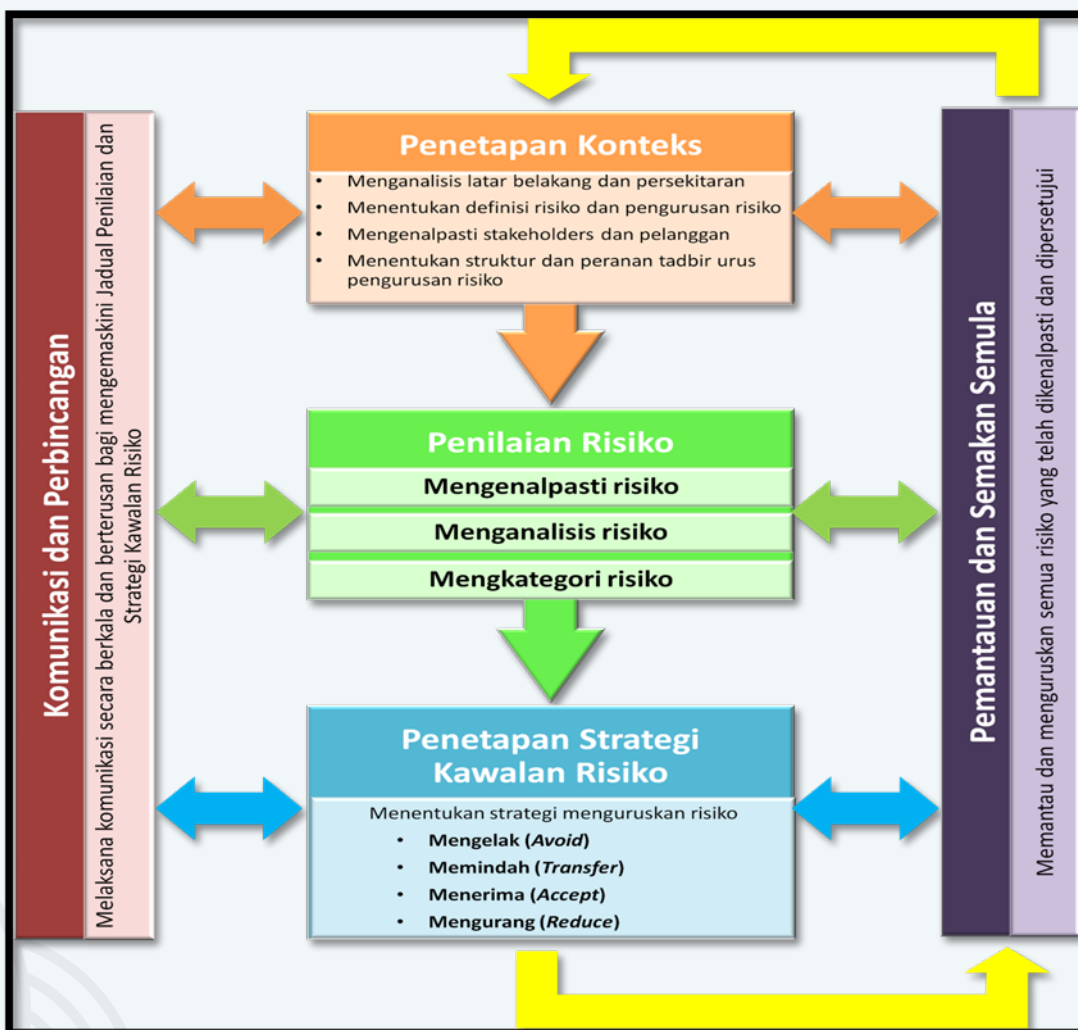 Komunikasi dan Perbincangan
Melaksana komunikasi secara berkala dan berterusan bagi mengemaskini Jadual Penilaian dan
Strategi Kawalan Risiko
Penetapan Konteks
• Menganalisis latar belakang dan persekitaran
• Menentukan definisi risiko dan pengurusan risiko
• Mengenalpasti stakeholders dan pelanggan
• Menentukan struktur dan peranan tadbir urus
pengurusan risiko
Penilaian Risiko
Mengenalpasti risiko
Menganalisis risiko
Mengkategori risiko
Penetapan Strategi
Kawalan Risiko
Menentukan strategi menguruskan risiko
• Mengelak (Avoid)
• Memindah (Transfer)
• Menerima (Accept)
• Mengurang (Reduce)
Pemantauan dan Semakan Semula
Memantau dan menguruskan semua risiko yang telah dikenalpasti dan dipersetujui